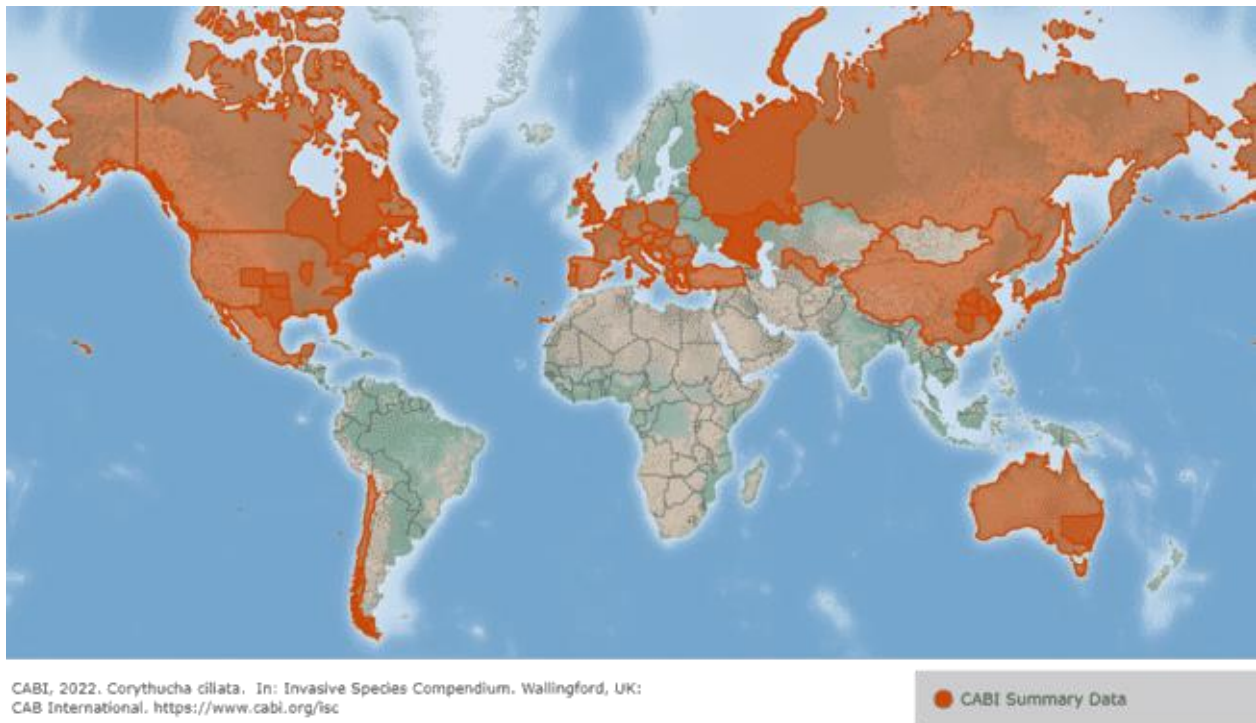 CABI, 2022. Corythucha ciliata. In: Invasive Species Compendium. Wallingford, UK:
CAB International. https://www.cabi.org/isc
CABI Summary Data